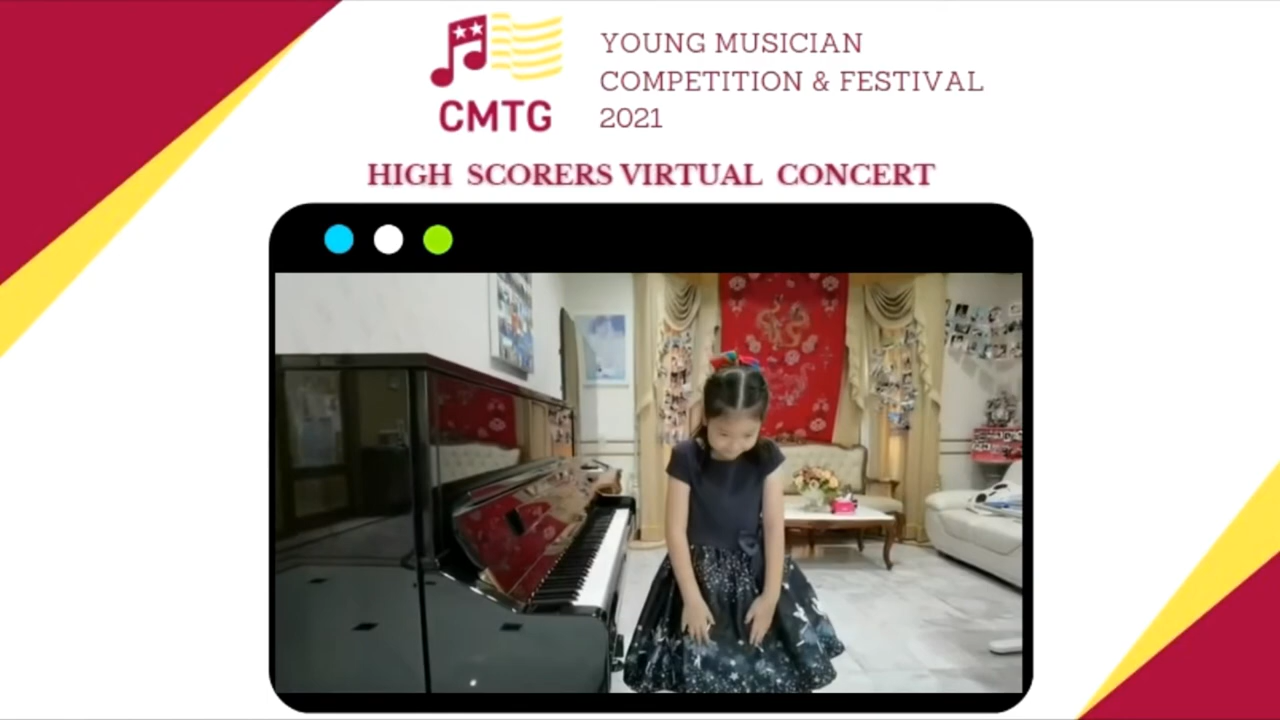 CMTG
YOUNG MUSICIAN
COMPETITION & FESTIVAL
2021
HIGH SCORERS VIRTUAL CONCERT